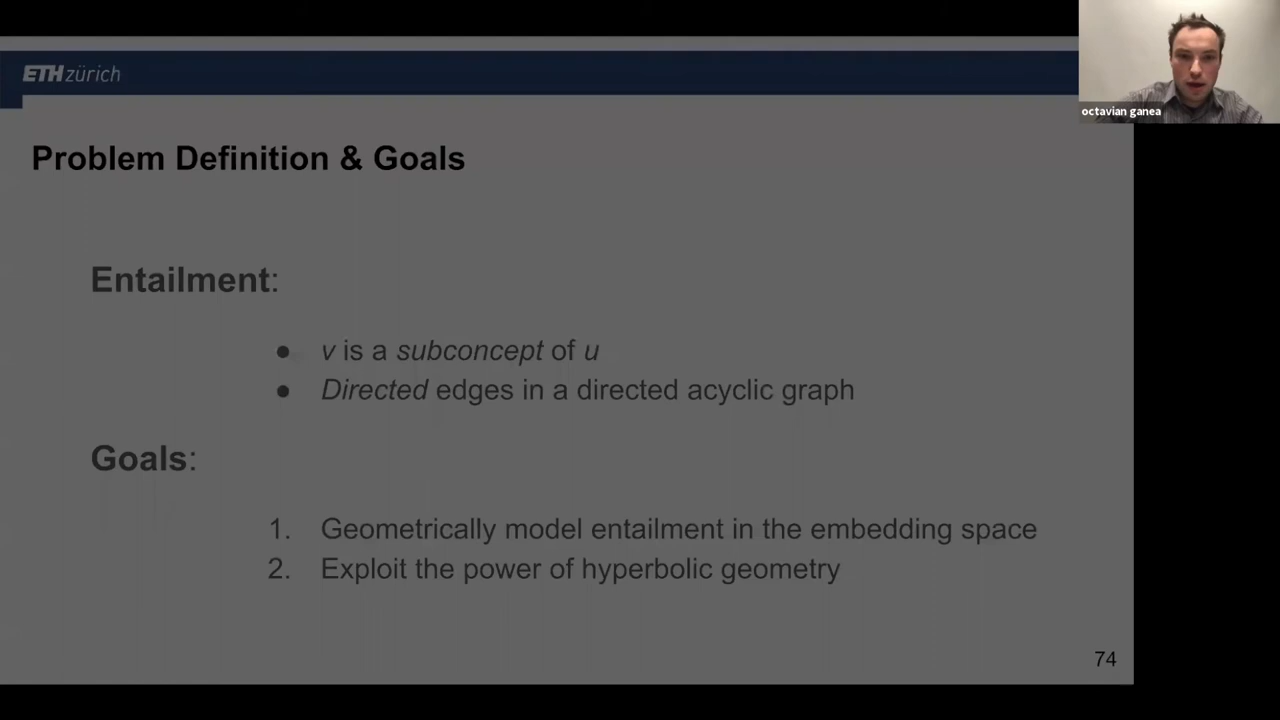 ETH zürich
octavian ganea
Problem Definition & Goals
Entailment:
● v is a subconcept of u
● Directed edges in a directed acyclic graph
Goals:
1. Geometrically model entailment in the embedding space
2. Exploit the power of hyperbolic geometry
74